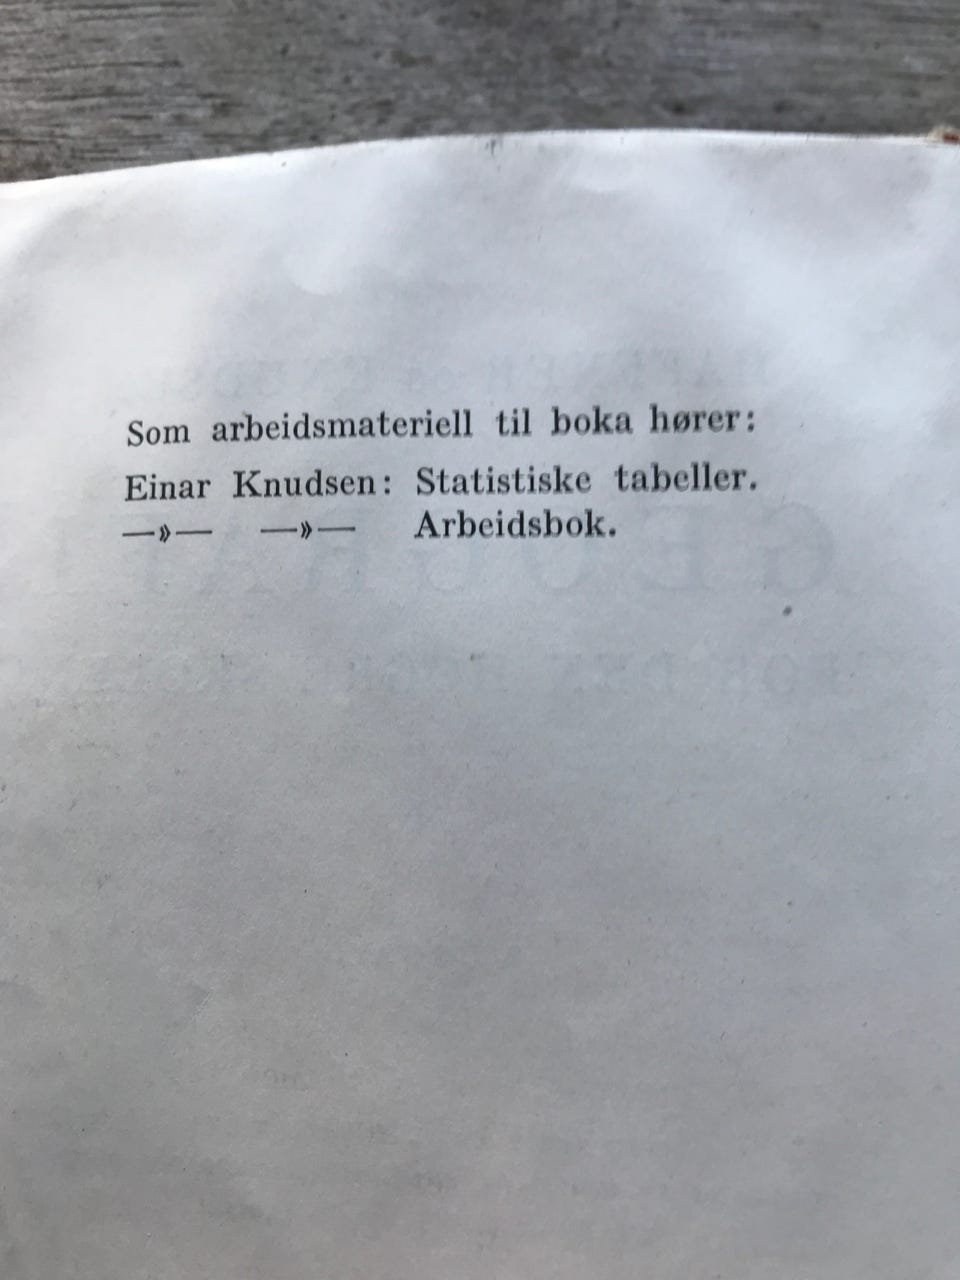 Som arbeidsmateriell til boka hører:
Einar Knudsen: Statistiske tabeller.
—»— —»— Arbeidsbok.